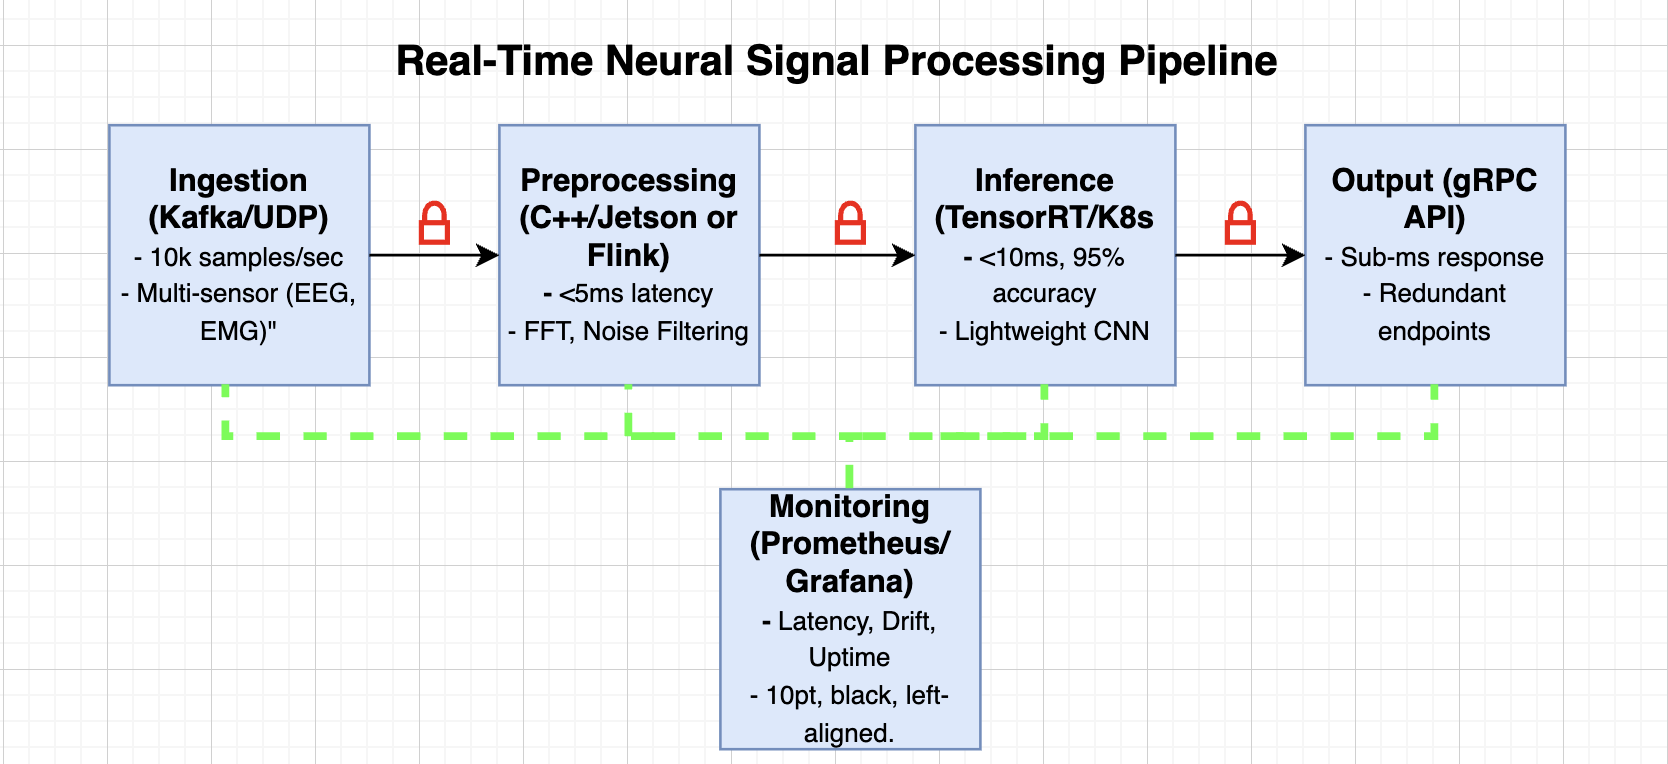 Real-Time Neural Signal Processing Pipeline
Ingestion
(Kafka/UDP)
- 10k samples/sec
- Multi-sensor (EEG,
EMG)"
Preprocessing
(C++/Jetson or
Flink)
- <5ms latency
- FFT, Noise Filtering
Inference
(TensorRT/K8s
- <10ms, 95%
accuracy
- Lightweight CNN
Output (gRPC
API)
- Sub-ms response
- Redundant
endpoints
Monitoring
(Prometheus/
Grafana)
- Latency, Drift,
Uptime
- 10pt, black, left-
aligned.